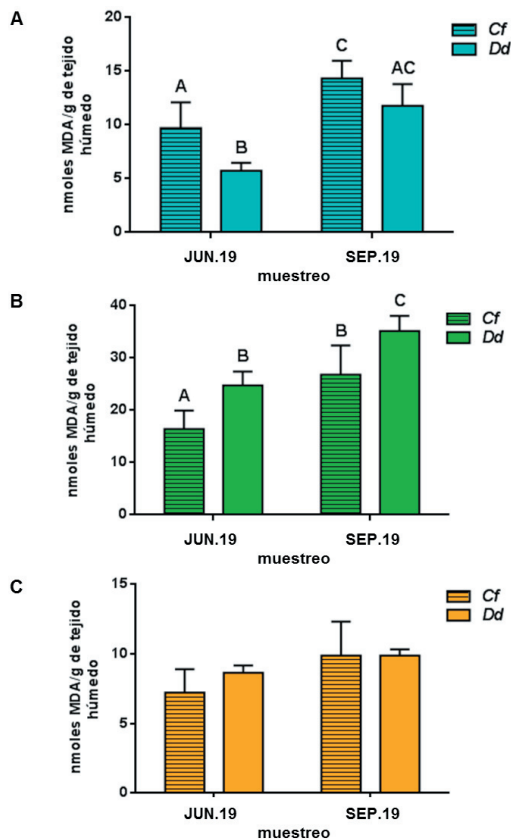 A
nmoles MDA/g de tejido
húmedo
20
15
10
5
0
A
B
C
AC
Cf
Dd
JUN.19
SEP.19
muestreo
B
nmoles MDA/g de tejido
húmedo
40
30
20
10
0
A
B
B
C
Cf
Dd
JUN.19
SEP.19
muestreo
C
nmoles MDA/g de tejido
húmedo
15
10
5
0
Cf
Dd
JUN.19
SEP.19
muestreo